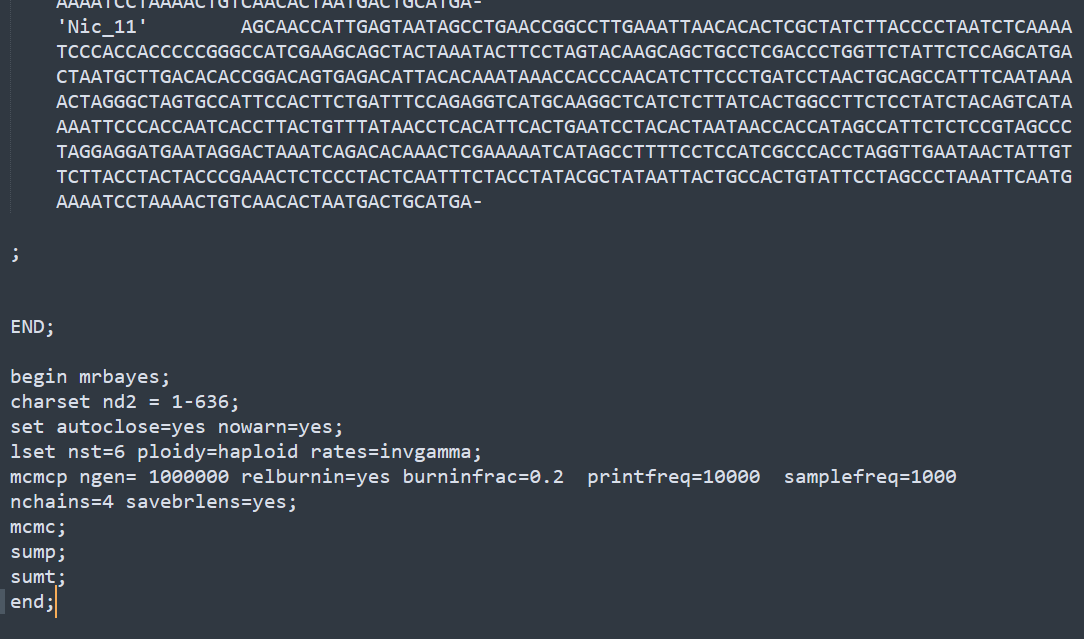 AAAATCCTAAAACTGTCAACACTAATGACTGCATGA-
'Nic_11' AGCAACCATTGAGTAATAGCCTGAACCGGCCTTGAAATTAACACACTCGCTATCTTACCCCTAATCTCAAAA
TCCCACCACCCCCGGGCCATCGAAGCAGCTACTAAATACTTCCTAGTACAAGCAGCTGCCTCGACCCTGGTTCTATTCTCCAGCATGA
CTAATGCTTGACACACCGGACAGTGAGACATTACACAAATAAACCACCCAACATCTTCCCTGATCCTAACTGCAGCCATTTCAATAAA
ACTAGGGCTAGTGCCATTCCACTTCTGATTTCCAGAGGTCATGCAAGGCTCATCTCTTATCACTGGCCTTCTCCTATCTACAGTCATA
AAATTCCCACCAATCACCTTACTGTTTATAACCTCACATTCACTGAATCCTACACTAATAACCACCATAGCCATTCTCTCCGTAGCCC
TAGGAGGATGAATAGGACTAAATCAGACACAAACTCGAAAAATCATAGCCTTTTCCTCCATCGCCCACCTAGGTTGAATAACTATTGT
TCTTACCTACTACCCGAAACTCTCCCTACTCAATTTCTACCTATACGCTATAATTACTGCCACTGTATTCCTAGCCCTAAATTCAATG
AAAATCCTAAAACTGTCAACACTAATGACTGCATGA-
;
END;
begin mrbayes;
charset nd2 = 1-636;
set autoclose=yes nowarn=yes;
lset nst=6 ploidy=haploid rates=invgamma;
mcmcp ngen= 1000000 relburnin=yes burninfrac=0.2  printfreq=10000  samplefreq=1000
nchains=4 savebrlens=yes;
mcmc;
sump;
sumt;
end;